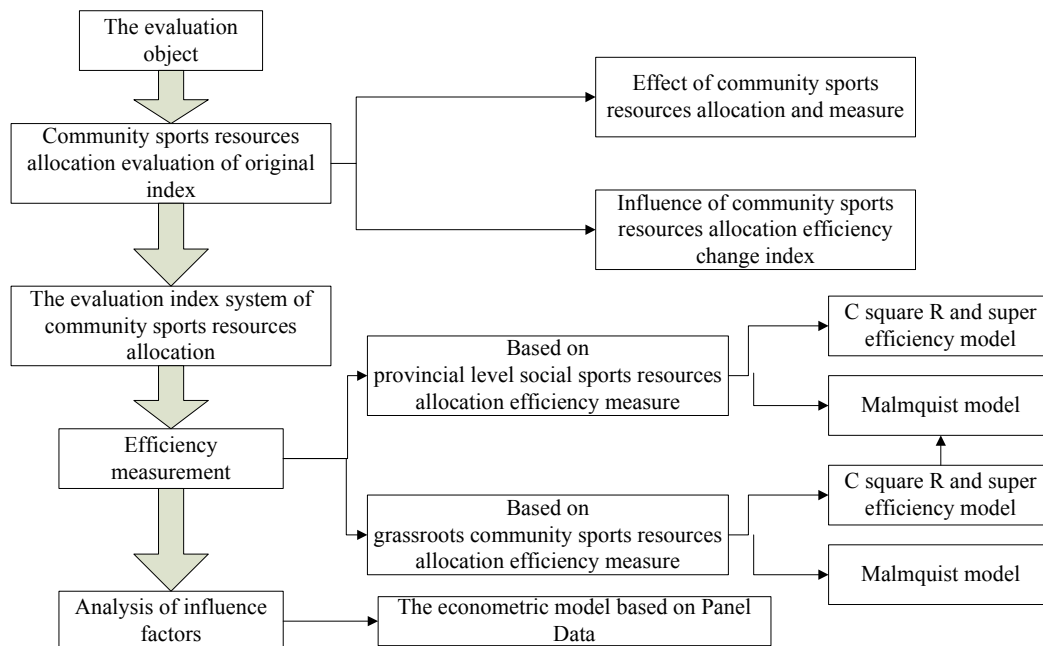 The evaluation
object
Effect of community sports
resources allocation and measure
Community sports resources
allocation evaluation of original
index
Influence of community sports
resources allocation efficiency
change index
The evaluation index system of
community sports resources
allocation
C square R and super
efficiency model
Based on
provincial level social sports resources
allocation efficiency measure
Malmquist model
Efficiency
measurement
C square R and super
efficiency model
Based on
grassroots community sports resources
allocation efficiency measure
Malmquist model
Analysis of influence
factors
The econometric model based on Panel
Data